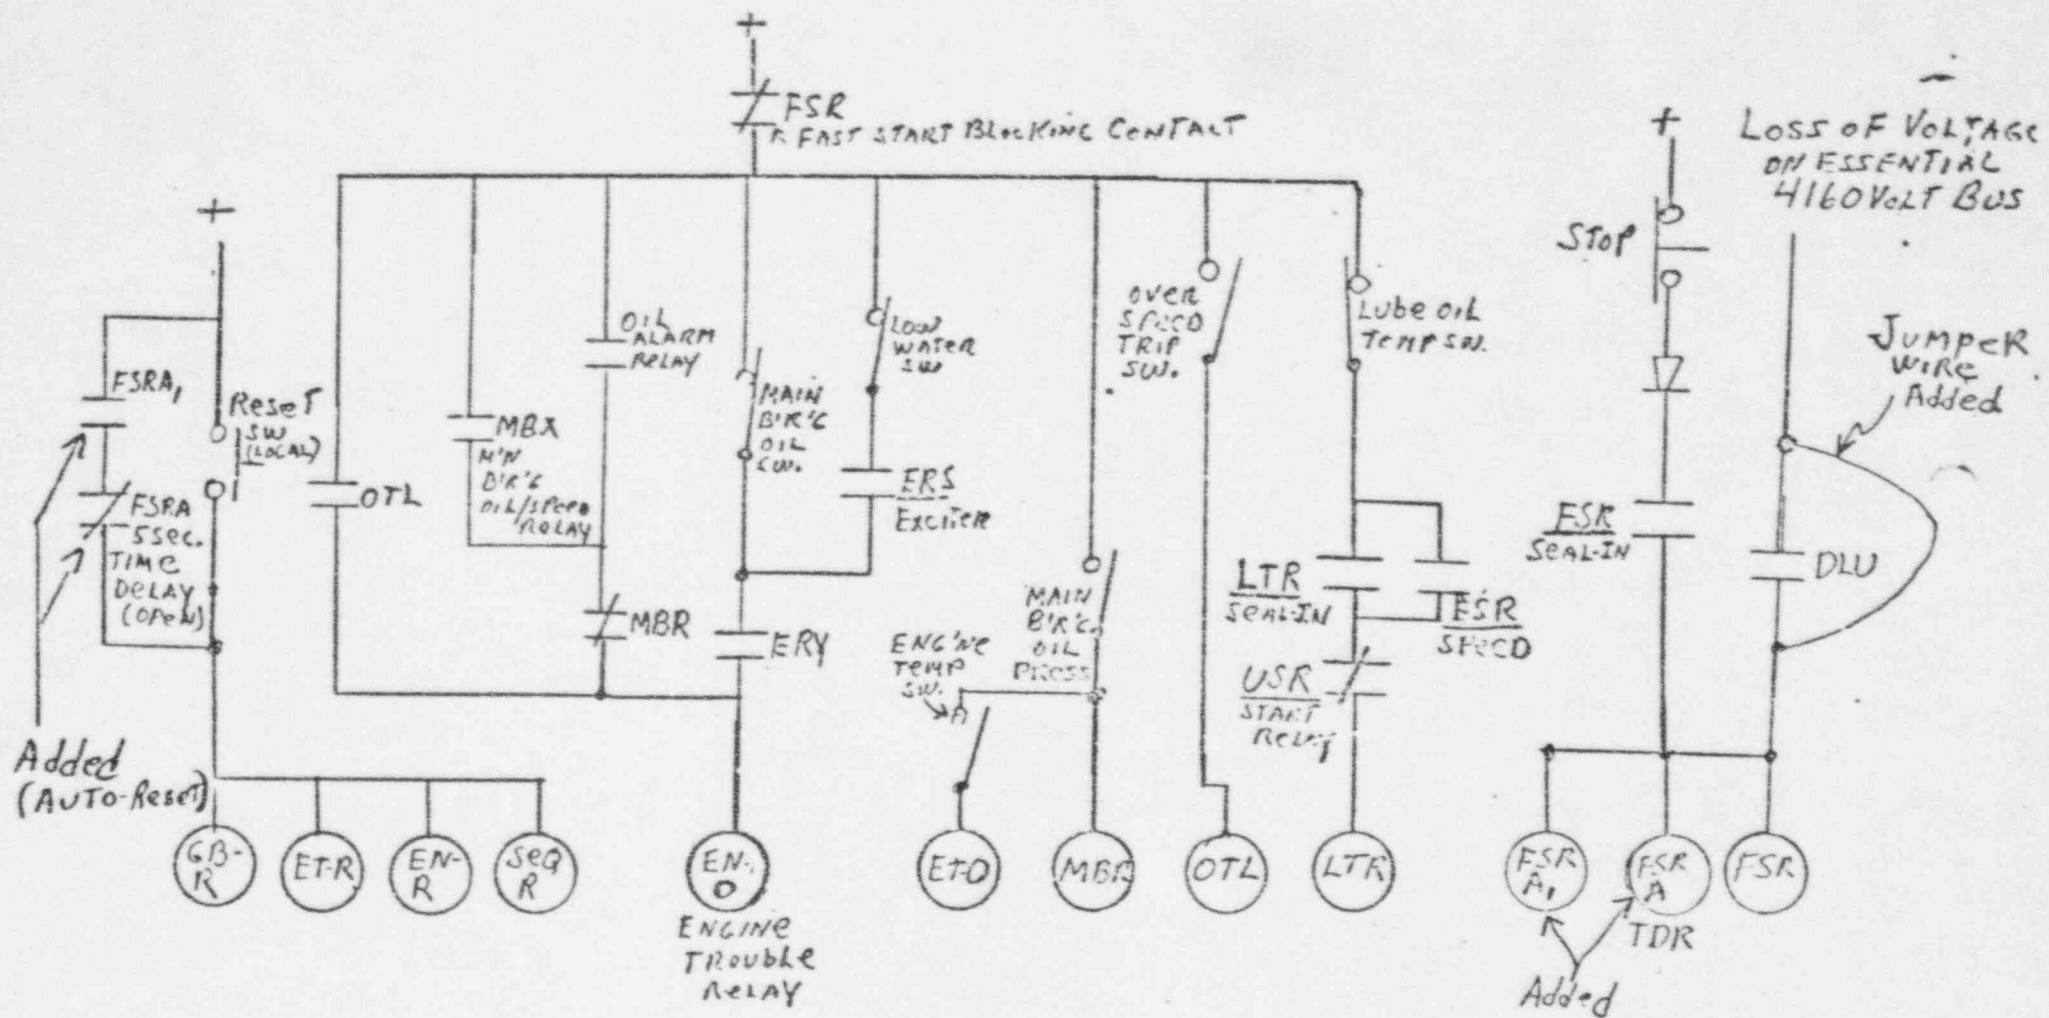 +
FSR
FAST START BLOCKING CONTACT
+
LOSS OF VOLTAGE
ON ESSENTIAL
4160 VOLT BUS
STOP
+
JUMPER
WIRE
Added
FSRA,
Reset
SW
(LOCAL)
FSRA
5 sec.
TIME
DELAY
(OPEN)
OTL
MBX
M'N
B'R'G
OIL/SPEED
RELAY
OIL
ALARM
RELAY
MBR
MAIN
B'R'G
OIL
SW.
LOW
WATER
SW
ERS
Exciter
ERY
ENG'NE
TEMP
SW.
MAIN
B'R'G.
OIL
PRESS
OVER
SPEED
TRIP
SW.
Lube OIL
TEMP SW.
LTR
SEAL-IN
ESR
SPEED
USR
START
Relay
FSR
SEAL-IN
DLU
Added
(AUTO-Reset)
GB-
R
ET-R
EN-
R
SEQ
R
EN-
O
ENGINE
TROUBLE
RELAY
ET-O
MBR
OTL
LTR
FSR
A,
FSR
A
FSR
TDR
Added